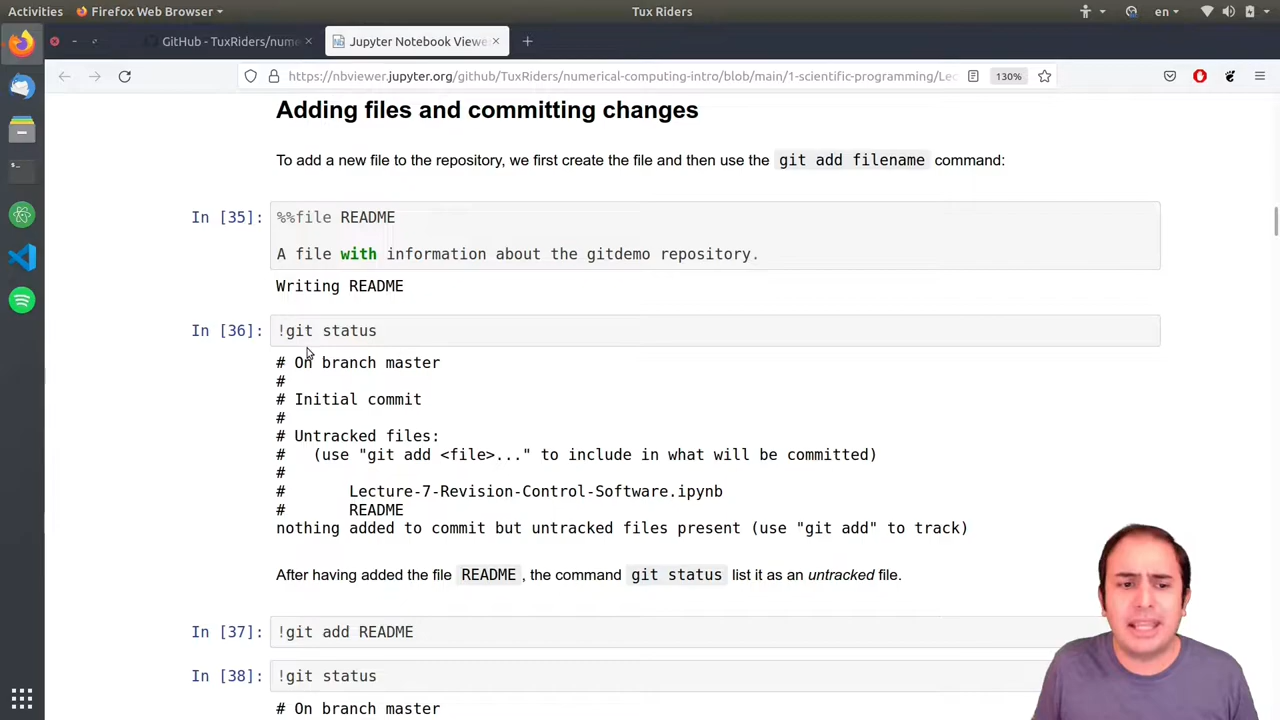 Activities
Firefox Web Browser
Tux Riders
en
GitHub - TuxRiders/nume
Jupyter Notebook Viewe
https://nbviewer.jupyter.org/github/TuxRiders/numerical-computing-intro/blob/main/1-scientific-programming/Lec
130%
Adding files and committing changes
To add a new file to the repository, we first create the file and then use the git add filename command:
In [35]: %%file README
A file with information about the gitdemo repository.
Writing README
In [36]: !git status
# On branch master
#
# Initial commit
#
# Untracked files:
#   (use "git add <file>..." to include in what will be committed)
#
#       Lecture-7-Revision-Control-Software.ipynb
#       README
nothing added to commit but untracked files present (use "git add" to track)
After having added the file README, the command git status list it as an untracked file.
In [37]: !git add README
In [38]: !git status
# On branch master